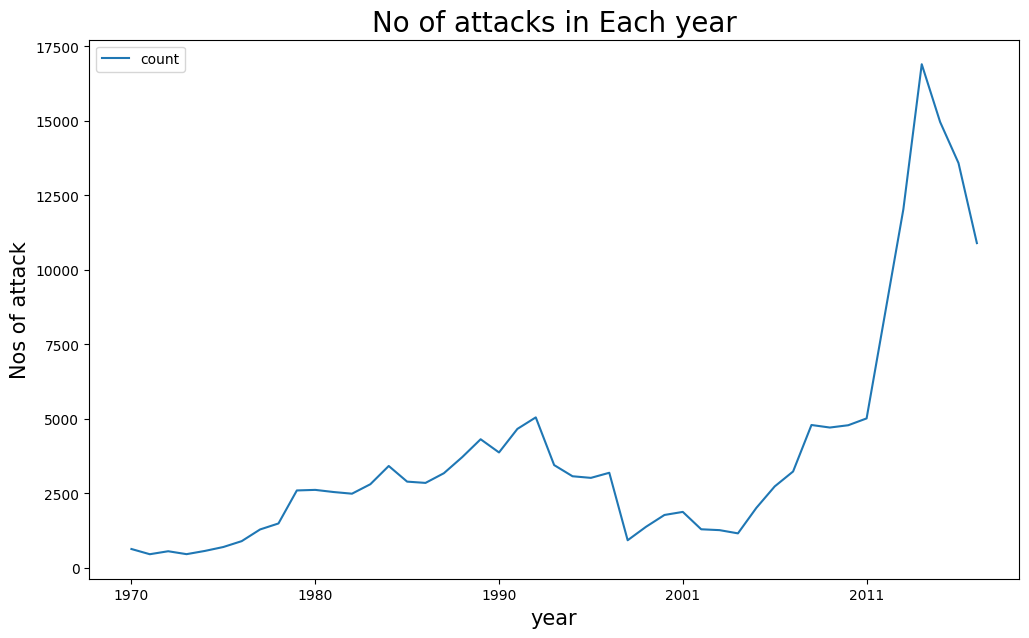 No of attacks in Each year
count
Nos of attack
17500
15000
12500
10000
7500
5000
2500
0
1970 1980 1990 2001 2011
year